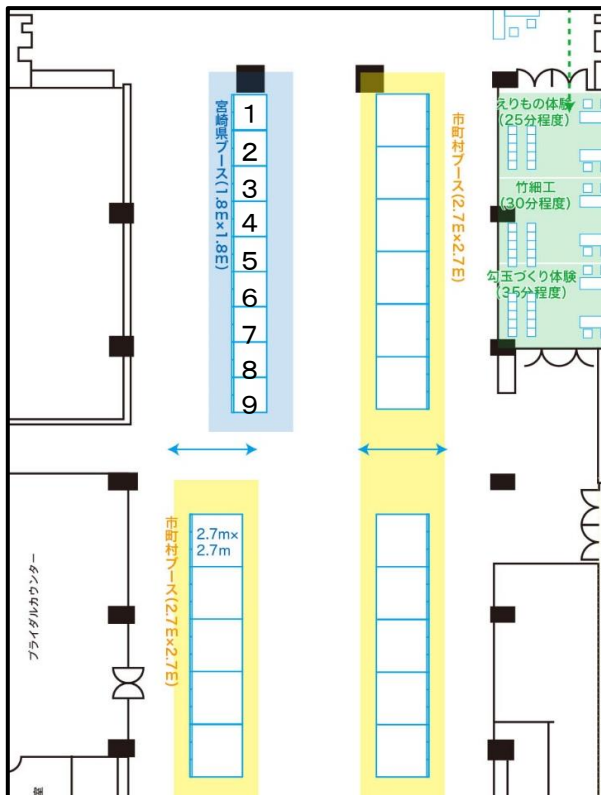 宮崎県ブース(1.8m×1.8m)
1
2
3
4
5
6
7
8
9
市町村ブース(2.7m×2.7m)
えりもの体験
(25分程度)
竹細工
(30分程度)
勾玉づくり体験
(35分程度)
市町村ブース(2.7m×2.7m)
2.7m×
2.7m
ブライダルカウンター
室